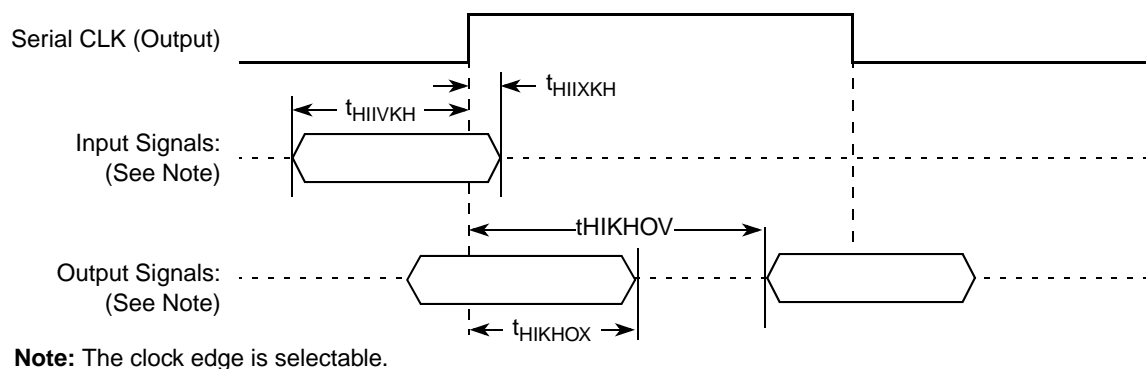 Serial CLK (Output)
tHIIXKH
tHIIVKH
Input Signals:
(See Note)
tHIKHOV
Output Signals:
(See Note)
tHIKHOX
Note: The clock edge is selectable.